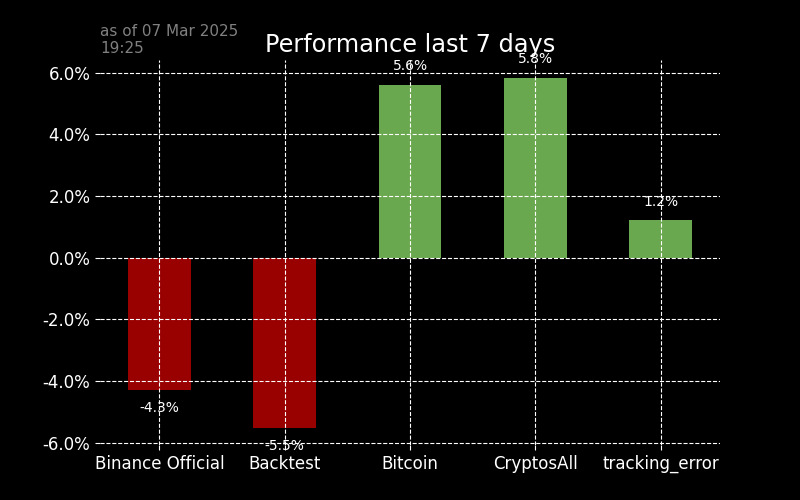 as of 07 Mar 2025
19:25
Performance last 7 days
6.0%
4.0%
2.0%
0.0%
-2.0%
-4.0%
-6.0%
-4.3%
-5.5%
5.6%
5.8%
1.2%
Binance Official
Backtest
Bitcoin
CryptosAll
tracking_error